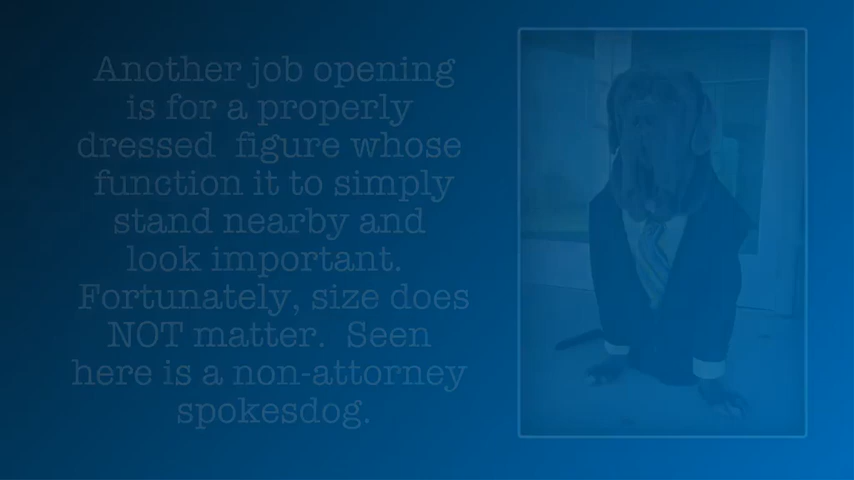 Another job opening
is for a properly
dressed figure whose
function it to simply
stand nearby and
look important.
Fortunately, size does
NOT matter. Seen
here is a non-attorney
spokesdog.